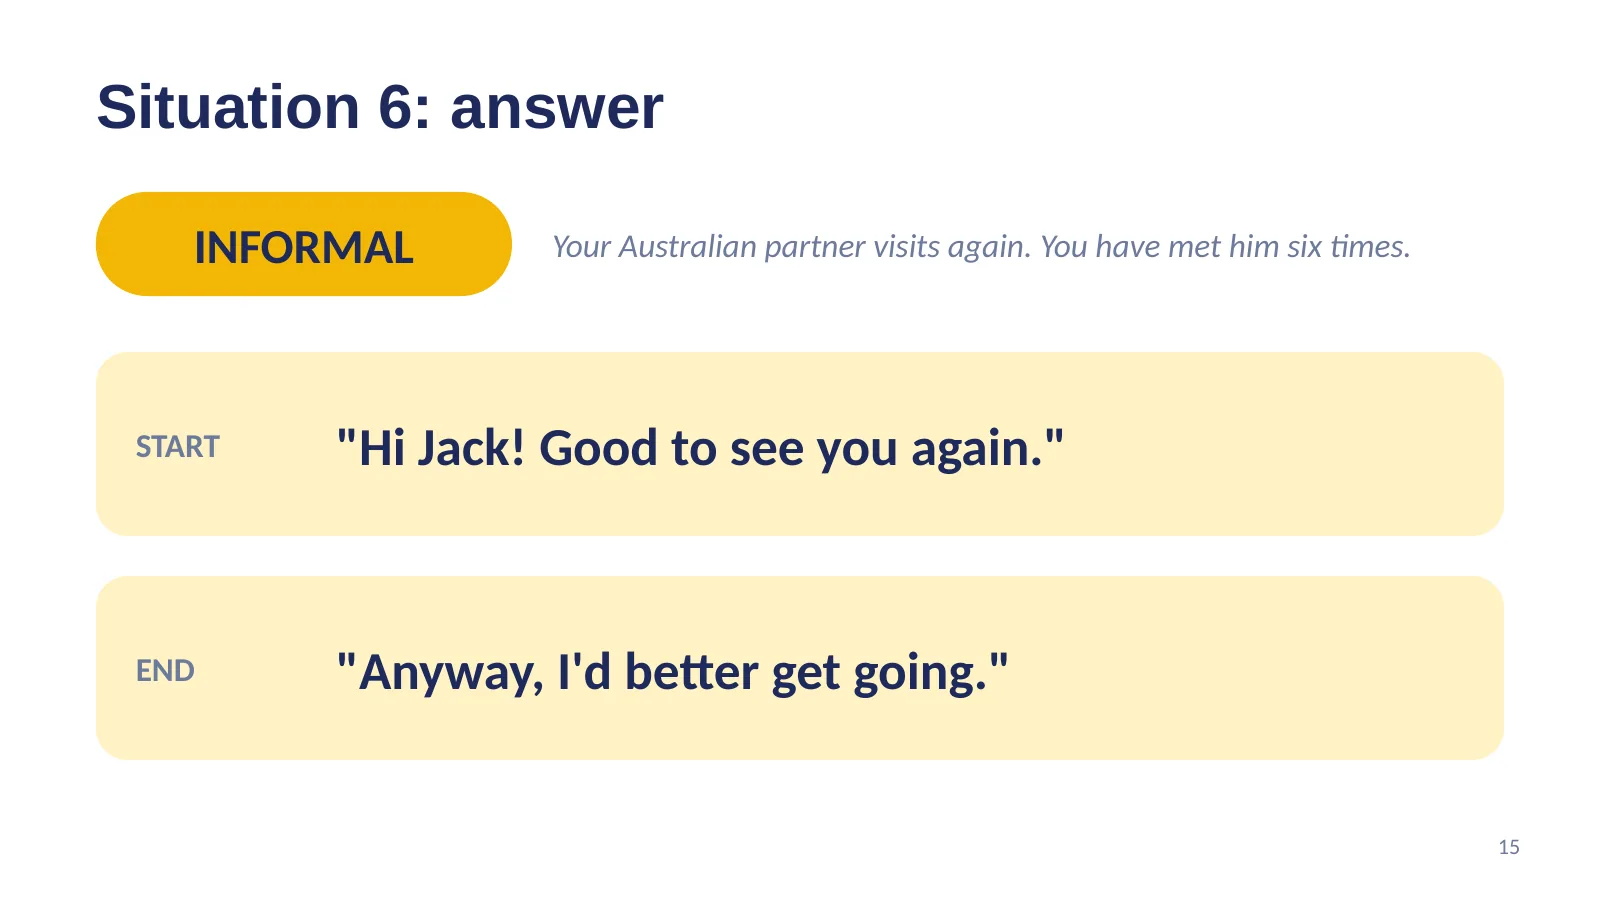 Situation 6: answer
INFORMAL
Your Australian partner visits again. You have met him six times.
START
"Hi Jack! Good to see you again."
END
"Anyway, I'd better get going."
15